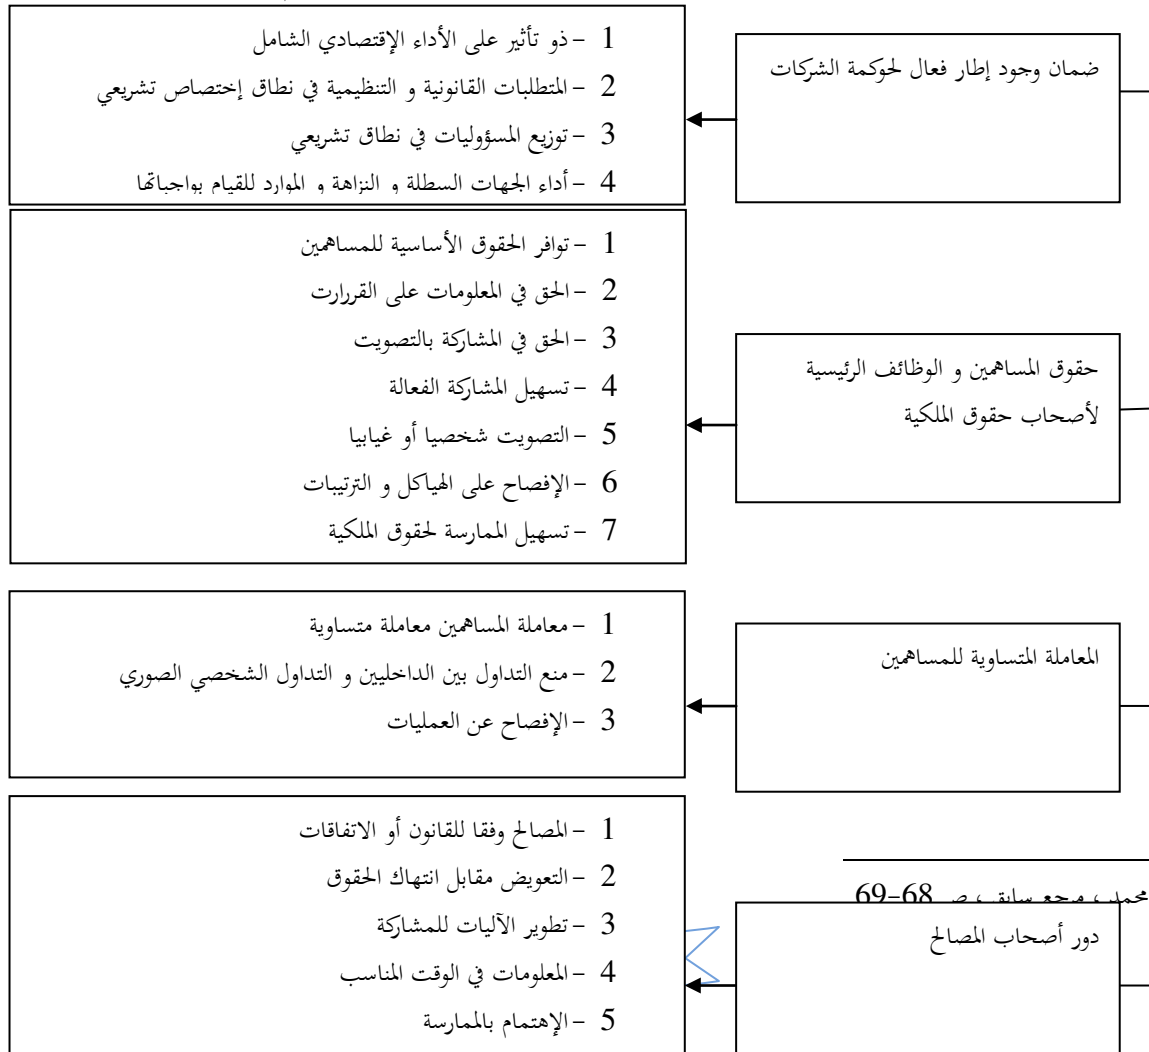 ضمان وجود إطار فعال لحوكمة الشركات
1 – ذو تأثير على الأداء الإقتصادي الشامل
2 – المتطلبات القانونية و التنظيمية في نطاق إختصاص تشريعي
3 – توزيع المسؤوليات في نطاق تشريعي
4 – أداء الجهات السطلة و النزاهة و الموارد للقيام بواجباتها
حقوق المساهمين و الوظائف الرئيسية
لأصحاب حقوق الملكية
1 – توافر الحقوق الأساسية للمساهمين
2 – الحق في المعلومات على القررارت
3 – الحق في المشاركة بالتصويت
4 – تسهيل المشاركة الفعالة
5 – التصويت شخصيا أو غيابيا
6 – الإفصاح على الهياكل و الترتيبات
7 – تسهيل الممارسة لحقوق الملكية
المعاملة المتساوية للمساهمين
1 – معاملة المساهمين معاملة متساوية
2 – منع التداول بين الداخليين و التداول الشخصي الصوري
3 – الإفصاح عن العمليات
محمد ، مرجع سابق ، ص 68-69
دور أصحاب المصالح
1 – المصالح وفقا للقانون أو الاتفاقات
2 – التعويض مقابل انتهاك الحقوق
3 – تطوير الآليات للمشاركة
4 – المعلومات في الوقت المناسب
5 – الإهتمام بالممارسة